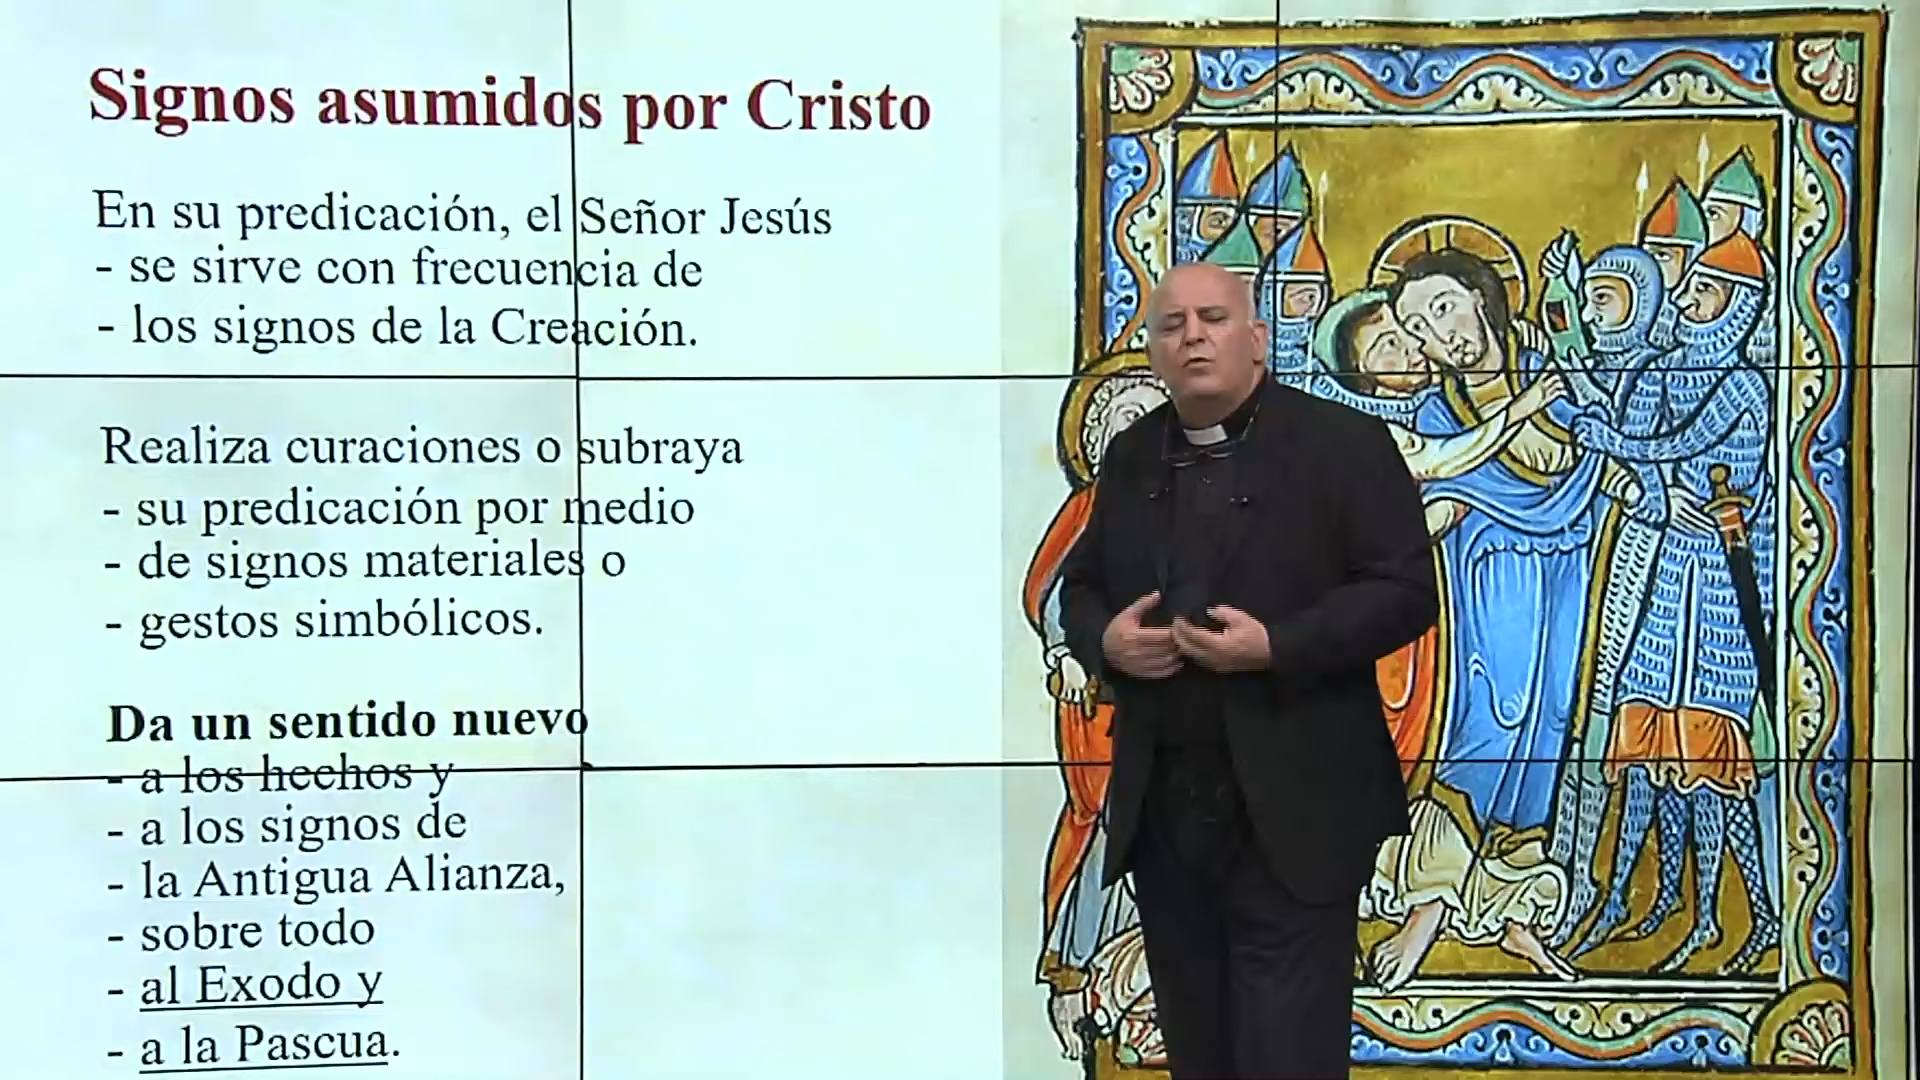 Signos asumidos por Cristo
En su predicación, el Señor Jesús
- se sirve con frecuencia de
- los signos de la Creación.
Realiza curaciones o subraya
- su predicación por medio
- de signos materiales o
- gestos simbólicos.
Da un sentido nuevo
- a los hechos y
- a los signos de
- la Antigua Alianza,
- sobre todo
- al Exodo y
- a la Pascua.